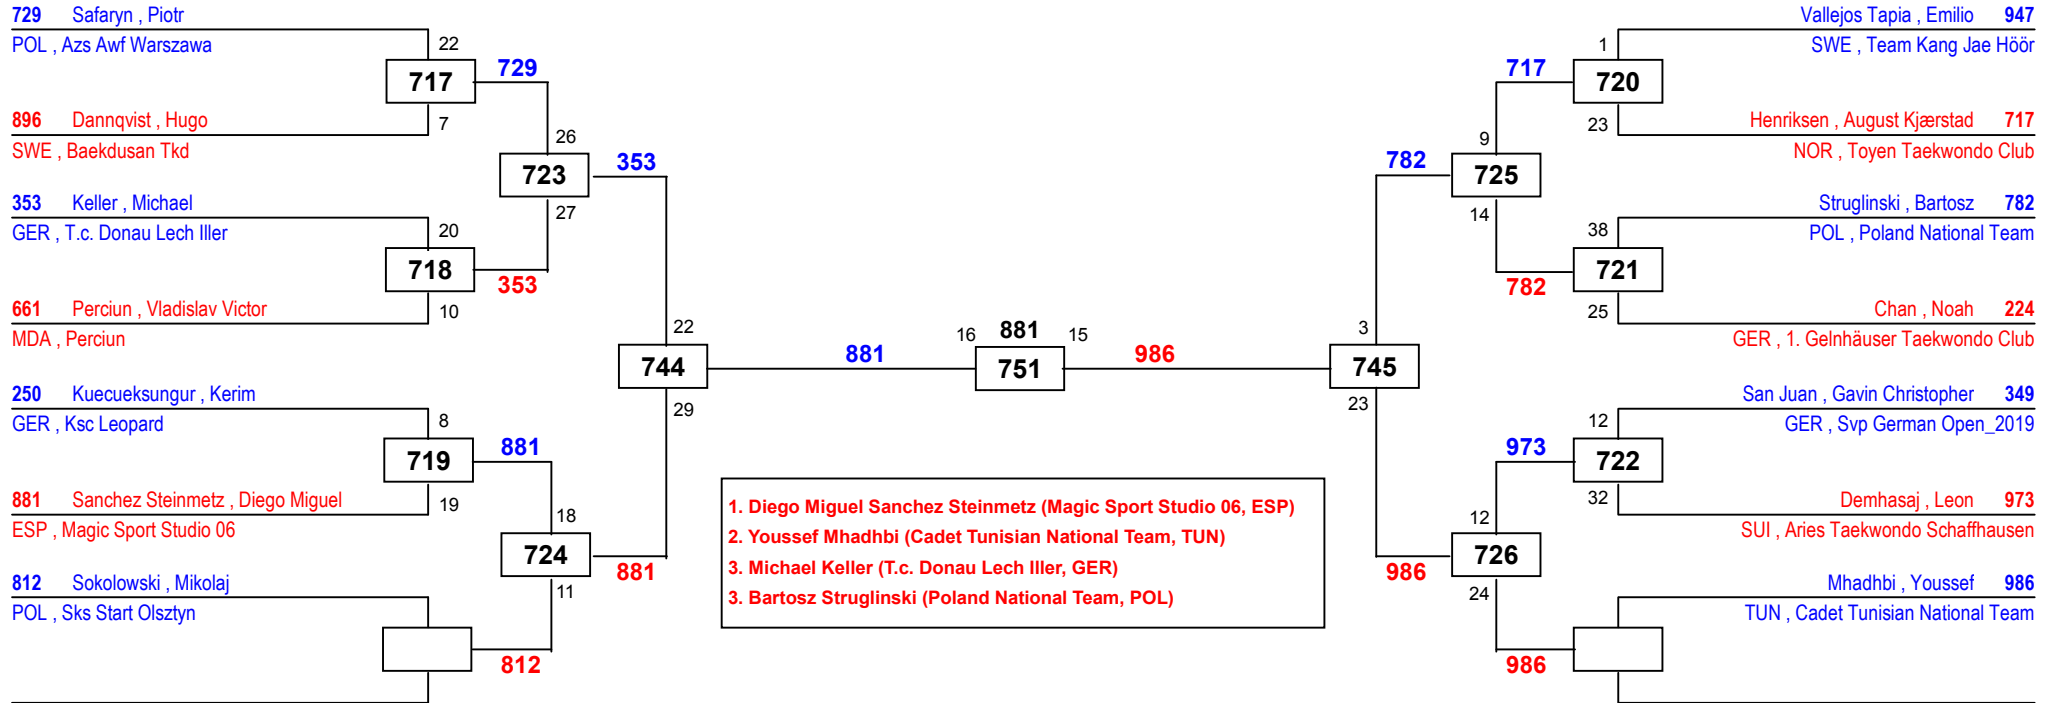 729 Safaryn , Piotr
POL , Azs Awf Warszawa
22
717
729
896 Dannqvist , Hugo
7
SWE , Baekdusan Tkd
26
723
353
353 Keller , Michael
27
GER , T.c. Donau Lech Iller
20
718
353
661 Perciun , Vladislav Victor
10
MDA , Perciun
22
744
881
29
250 Kuecueksungur , Kerim
GER , Ksc Leopard
8
719
881
881 Sanchez Steinmetz , Diego Miguel
19
ESP , Magic Sport Studio 06
18
724
881
11
812 Sokolowski , Mikolaj
POL , Sks Start Olsztyn
812
16 881 15
751
986
1. Diego Miguel Sanchez Steinmetz (Magic Sport Studio 06, ESP)
2. Youssef Mhadhbi (Cadet Tunisian National Team, TUN)
3. Michael Keller (T.c. Donau Lech Iller, GER)
3. Bartosz Struglinski (Poland National Team, POL)
Vallejos Tapia , Emilio 947
1
SWE , Team Kang Jae Höör
717
720
23
Henriksen , August Kjærstad 717
NOR , Toyen Taekwondo Club
9
782
725
14
Struglinski , Bartosz 782
38
POL , Poland National Team
721
782
25
Chan , Noah 224
GER , 1. Gelnhäuser Taekwondo Club
3
745
23
San Juan , Gavin Christopher 349
12
GER , Svp German Open_2019
973
722
32
Demhasaj , Leon 973
SUI , Aries Taekwondo Schaffhausen
12
726
986
24
Mhadhbi , Youssef 986
TUN , Cadet Tunisian National Team
986